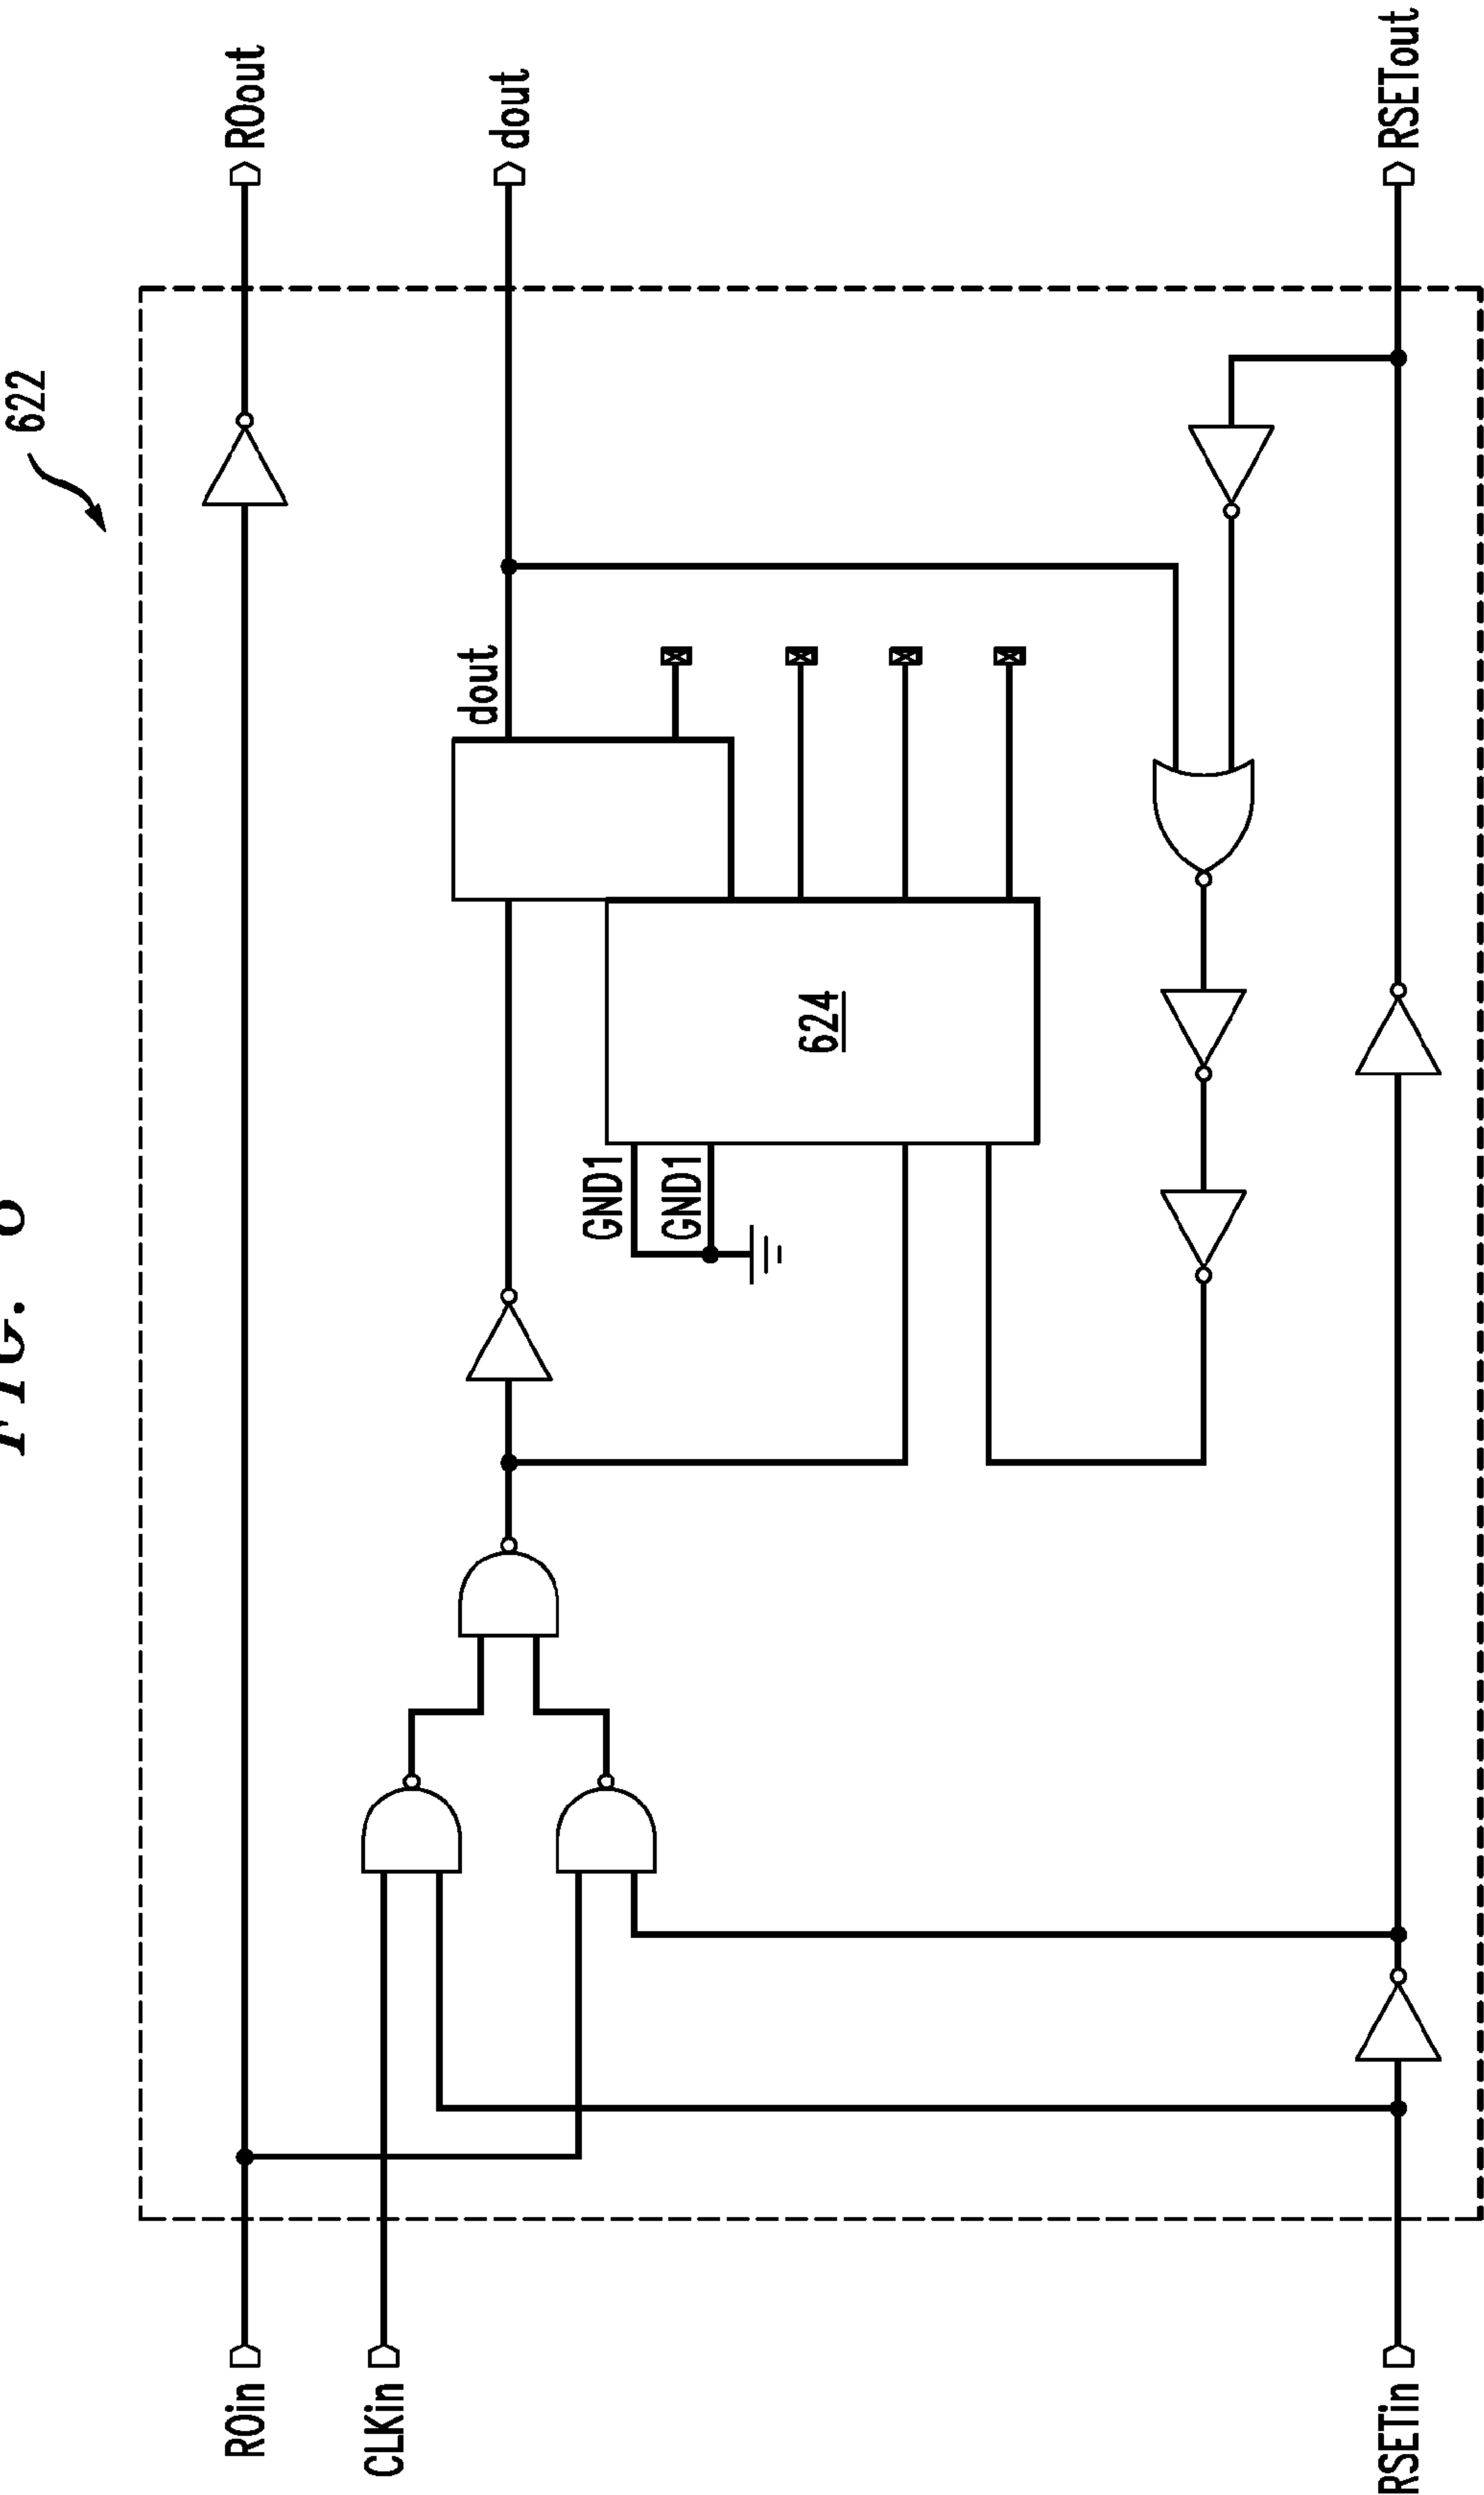 622
ROin
ROout
CLKin
dout
dout
GND1
GND1
624
RSETin
RSETout